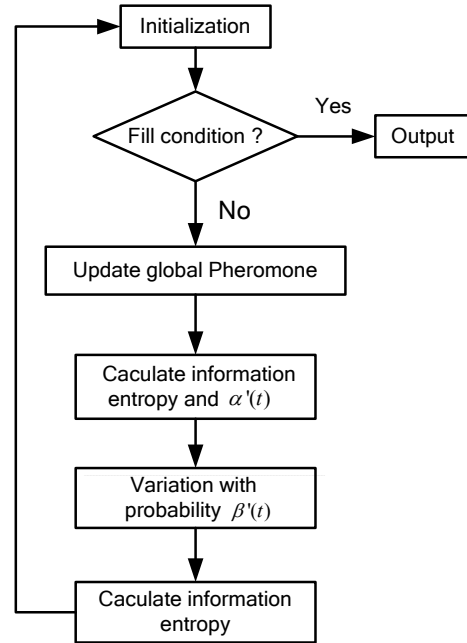 Initialization
Fill condition ?
Yes
Output
No
Update global Pheromone
Caculate information
entropy and α'(t)
Variation with
probability β'(t)
Caculate information
entropy